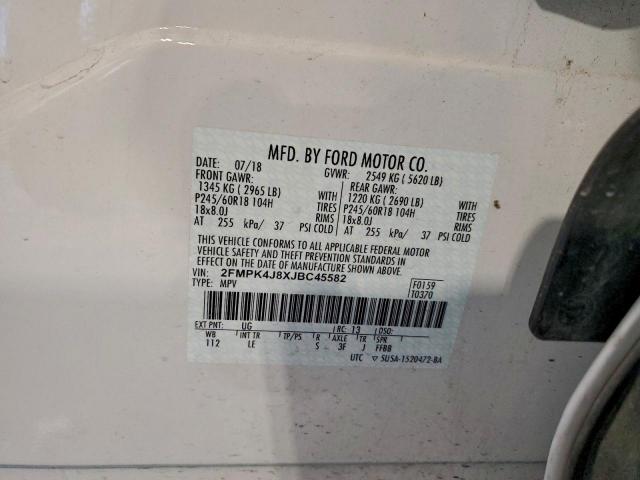 MFD. BY FORD MOTOR CO.
DATE: 07/18 GVWR: 2549 KG ( 5620 LB)
FRONT GAWR: REAR GAWR:
1345 KG ( 2965 LB) WITH 1220 KG ( 2690 LB) WITH
P245/60R18 104H TIRES P245/60R18 104H TIRES
18x8.0J RIMS 18x8.0J RIMS
AT 255 kPa/ 37 PSI COLD AT 255 kPa/ 37 PSI COLD
THIS VEHICLE CONFORMS TO ALL APPLICABLE FEDERAL MOTOR
VEHICLE SAFETY AND THEFT PREVENTION STANDARDS IN
EFFECT ON THE DATE OF MANUFACTURE SHOWN ABOVE.
VIN: 2FMPK4J8XJBC45582 F0159
TYPE: MPV T0370
EXT PNT: UG RC: 13 DSO:
WB INT TR TP/PS R AXLE TR SPR
112 LE S 3F J FFBB
UTC ▽ SUSA-1520472-BA